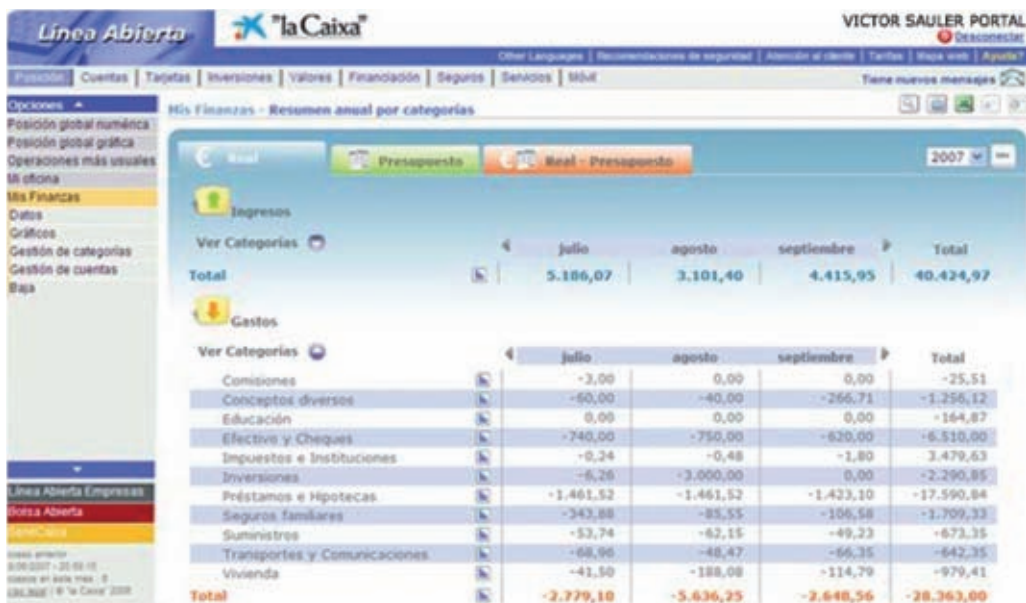 Línea Abierta
"la Caixa"
VICTOR SAULER PORTAL
Desconectar
Other Languages | Recomendaciones de seguridad | Atención al cliente | Tarifas | Mapa web | Ayuda?
Posición | Cuentas | Tarjetas | Inversiones | Valores | Financiación | Seguros | Servicios | Móvil
Tiene nuevos mensajes
Opciones
Posición global numérica
Posición global gráfica
Operaciones más usuales
Mi oficina
Mis Finanzas
Datos
Gráficos
Gestión de categorías
Gestión de cuentas
Baja
Línea Abierta Empresas
Borsa Abierta
Mis Finanzas - Resumen anual por categorías
€ Real
Presupuesto
Real - Presupuesto
2007
Ingresos
Ver Categorías julio agosto septiembre Total
Total 5.186,07 3.101,40 4.415,95 40.424,97
Gastos
Ver Categorías julio agosto septiembre Total
Comisiones -3,00 0,00 0,00 -25,51
Conceptos diversos -60,00 -40,00 -266,71 -1.256,12
Educación 0,00 0,00 0,00 -164,87
Efectivo y Cheques -740,00 -750,00 -620,00 -6.510,00
Impuestos e Instituciones -0,24 -0,48 -1,80 3.479,63
Inversiones -6,26 -3.000,00 0,00 -2.290,85
Préstamos e Hipotecas -1.461,52 -1.461,52 -1.423,10 -17.590,84
Seguros familiares -343,88 -85,55 -106,58 -1.709,33
Suministros -53,74 -62,15 -49,23 -673,35
Transportes y Comunicaciones -68,96 -48,47 -66,35 -642,35
Vivienda -41,50 -188,08 -114,79 -979,41
Total -2.779,10 -5.636,25 -2.648,56 -28.363,00